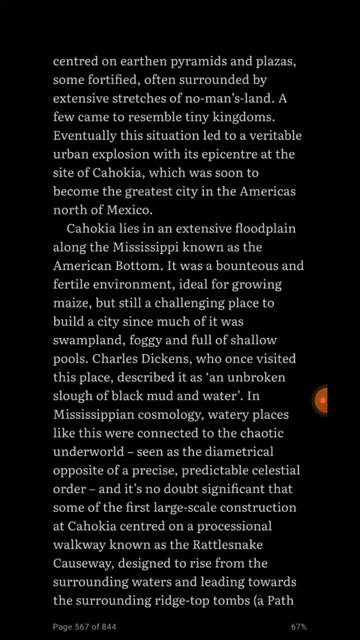 centred on earthen pyramids and plazas,
some fortified, often surrounded by
extensive stretches of no-man's-land. A
few came to resemble tiny kingdoms.
Eventually this situation led to a veritable
urban explosion with its epicentre at the
site of Cahokia, which was soon to
become the greatest city in the Americas
north of Mexico.
Cahokia lies in an extensive floodplain
along the Mississippi known as the
American Bottom. It was a bounteous and
fertile environment, ideal for growing
maize, but still a challenging place to
build a city since much of it was
swampland, foggy and full of shallow
pools. Charles Dickens, who once visited
this place, described it as ‘an unbroken
slough of black mud and water’. In
Mississippian cosmology, watery places
like this were connected to the chaotic
underworld – seen as the diametrical
opposite of a precise, predictable celestial
order – and it’s no doubt significant that
some of the first large-scale construction
at Cahokia centred on a processional
walkway known as the Rattlesnake
Causeway, designed to rise from the
surrounding waters and leading towards
the surrounding ridge-top tombs (a Path
Page 567 of 844 67%